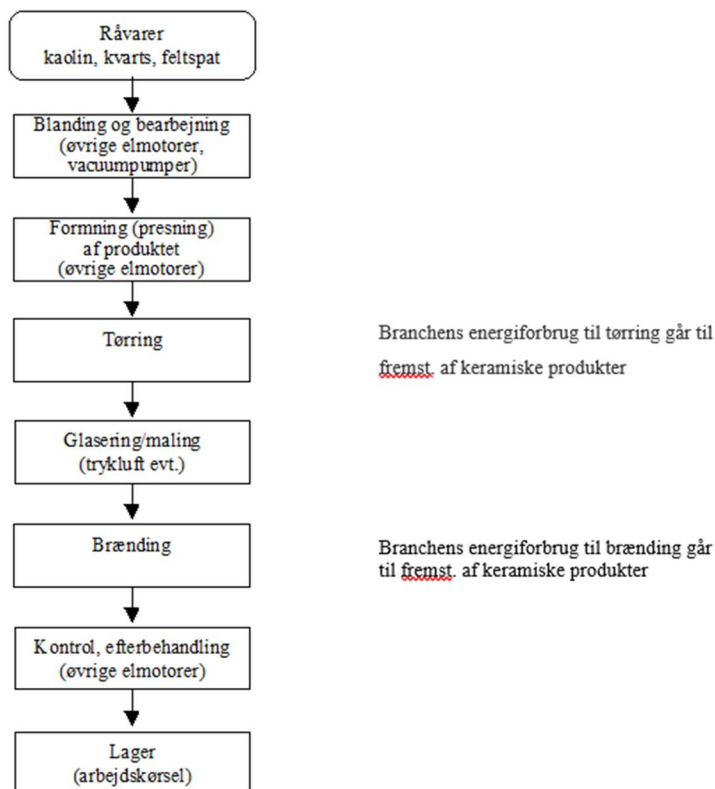 Råvarer
kaolin, kvarts, feltspat
Blanding og bearbejning
(øvrige elmotorer,
vacuumpumper)
Formning (presning)
af produktet
(øvrige elmotorer)
Tørring
Branchens energiforbrug til tørring går til
fremst. af keramiske produkter
Glasering/maling
(trykluft evt.)
Brænding
Branchens energiforbrug til brænding går
til fremst. af keramiske produkter
Kontrol, efterbehandling
(øvrige elmotorer)
Lager
(arbejdskørsel)